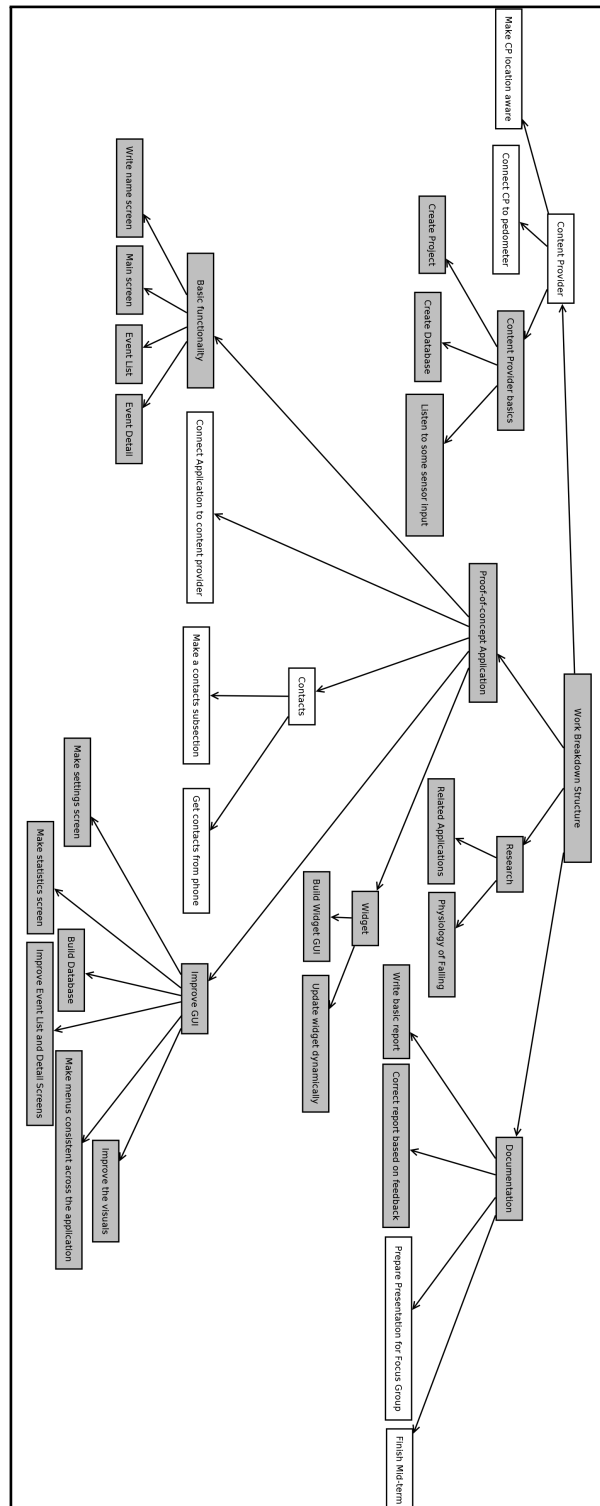 Work Breakdown Structure
Content Provider
Make CP location aware
Connect CP to pedometer
Content Provider basics
Create Project
Create Database
Listen to some sensor input
Proof-of-concept Application
Basic functionality
Write name screen
Main screen
Event List
Event Detail
Connect Application to content provider
Contacts
Make a contacts subsection
Get contacts from phone
Widget
Build Widget GUI
Update widget dynamically
Improve GUI
Make settings screen
Make statistics screen
Build Database
Improve Event List and Detail Screens
Make menus consistent across the application
Improve the visuals
Research
Related Applications
Physiology of Falling
Documentation
Write basic report
Correct report based on feedback
Prepare Presentation for Focus Group
Finish Mid-term